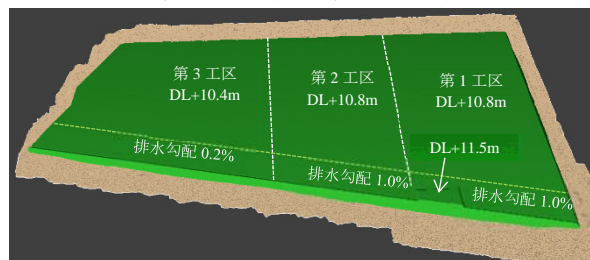 第 3 工区
DL+10.4m
第 2 工区
DL+10.8m
第 1 工区
DL+10.8m
DL+11.5m
排水勾配 0.2%
排水勾配 1.0%
排水勾配 1.0%